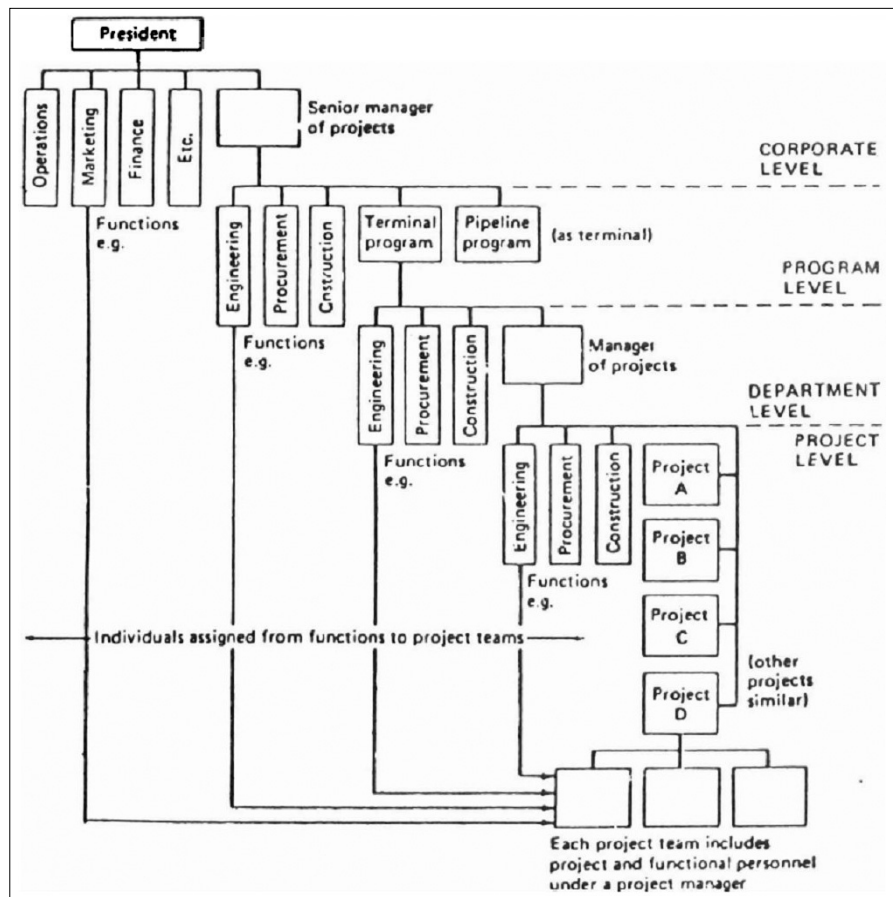 President
Operations
Marketing
Finance
Etc.
Senior manager
of projects
CORPORATE
LEVEL
Functions
e.g.
Engineering
Procurement
Cnstruction
Terminal
program
Pipeline
program
(as terminal)
PROGRAM
LEVEL
Functions
e.g.
Engineering
Procurement
Construction
Manager
of projects
DEPARTMENT
LEVEL
PROJECT
LEVEL
Functions
e.g.
Engineering
Procurement
Construction
Project
A
Project
B
Functions
e.g.
Individuals assigned from functions to project teams
Project
C
(other
projects
similar)
Project
D
Each project team includes
project and functional personnel
under a project manager